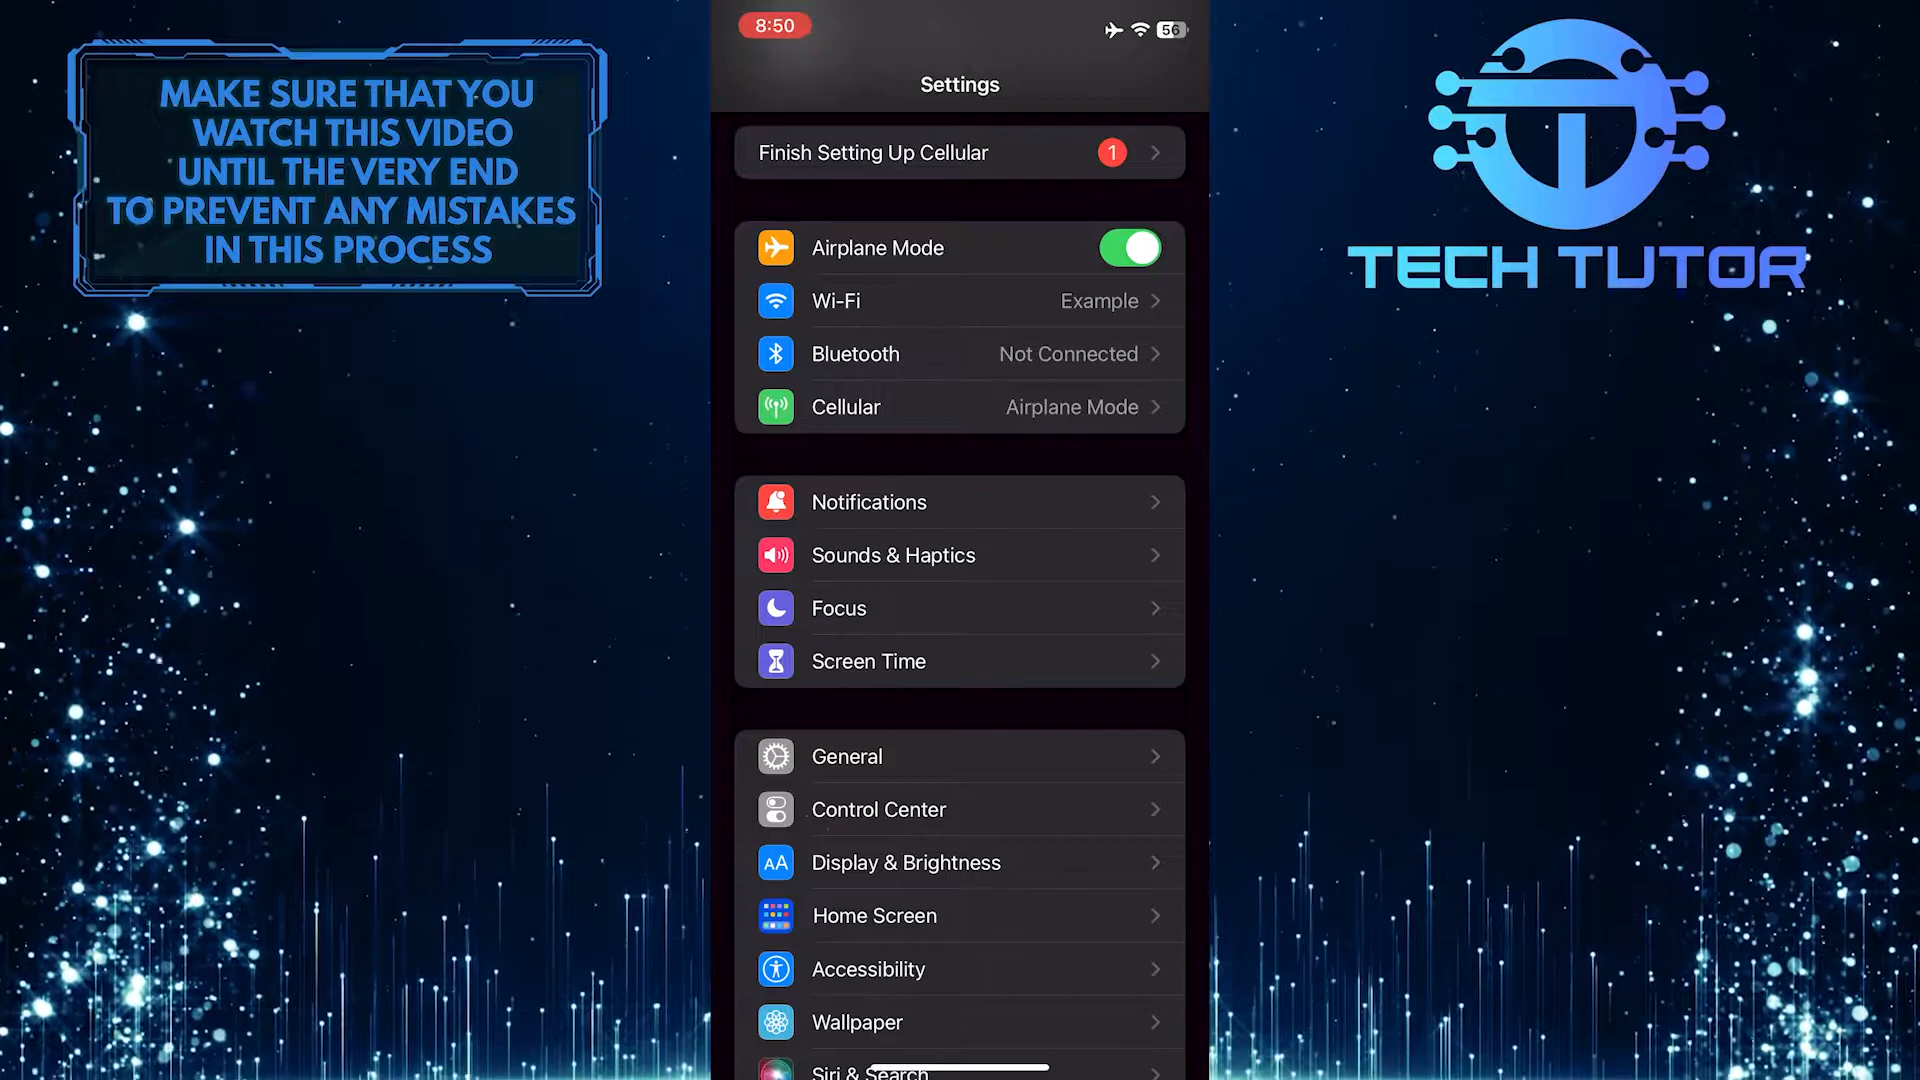 MAKE SURE THAT YOU
WATCH THIS VIDEO
UNTIL THE VERY END
TO PREVENT ANY MISTAKES
IN THIS PROCESS
8:50
56
Settings
Finish Setting Up Cellular 1
Airplane Mode
Wi-Fi Example
Bluetooth Not Connected
Cellular Airplane Mode
Notifications
Sounds & Haptics
Focus
Screen Time
General
Control Center
AA Display & Brightness
Home Screen
Accessibility
Wallpaper
Siri & Search
TECH TUTOR